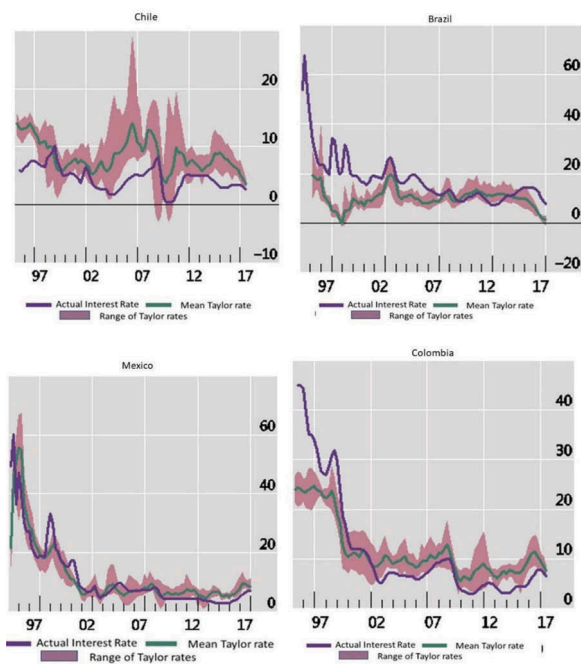 Chile
20
10
0
−10
97 02 07 12 17
Actual Interest Rate Mean Taylor rate
Range of Taylor rates
Brazil
60
40
20
0
−20
97 02 07 12 17
Actual Interest Rate Mean Taylor rate
Range of Taylor rates
Mexico
60
40
20
0
97 02 07 12 17
Actual Interest Rate Mean Taylor rate
Range of Taylor rates
Colombia
40
30
20
10
0
97 02 07 12 17
Actual Interest Rate Mean Taylor rate
Range of Taylor rates